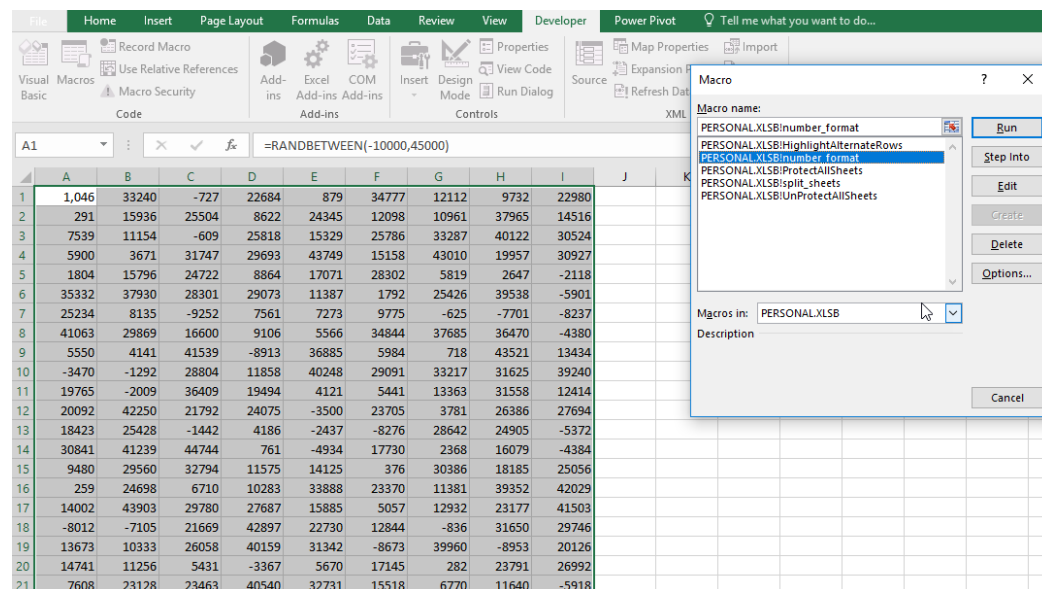 File Home Insert Page Layout Formulas Data Review View Developer Power Pivot Tell me what you want to do...
Visual Basic
Macros
Record Macro
Use Relative References
Macro Security
Code
Add-ins
Excel Add-ins
COM Add-ins
Add-ins
Insert
Design Mode
Properties
View Code
Run Dialog
Controls
Source
Map Properties
Expansion P
Refresh Dat
Import
XML
A1 fx =RANDBETWEEN(-10000,45000)
A B C D E F G H I J K
1 1,046 33240 -727 22684 879 34777 12112 9732 22980
2 291 15936 25504 8622 24345 12098 10961 37965 14516
3 7539 11154 -609 25818 15329 25786 33287 40122 30524
4 5900 3671 31747 29693 43749 15158 43010 19957 30927
5 1804 15796 24722 8864 17071 28302 5819 2647 -2118
6 35332 37930 28301 29073 11387 1792 25426 39538 -5901
7 25234 8135 -9252 7561 7273 9775 -625 -7701 -8237
8 41063 29869 16600 9106 5566 34844 37685 36470 -4380
9 5550 4141 41539 -8913 36885 5984 718 43521 13434
10 -3470 -1292 28804 11858 40248 29091 33217 31625 39240
11 19765 -2009 36409 19494 4121 5441 13363 31558 12414
12 20092 42250 21792 24075 -3500 23705 3781 26386 27694
13 18423 25428 -1442 4186 -2437 -8276 28642 24905 -5372
14 30841 41239 44744 761 -4934 17730 2368 16079 -4384
15 9480 29560 32794 11575 14125 376 30386 18185 25056
16 259 24698 6710 10283 33888 23370 11381 39352 42029
17 14002 43903 29780 27687 15885 5057 12932 23177 41503
18 -8012 -7105 21669 42897 22730 12844 -836 31650 29746
19 13673 10333 26058 40159 31342 -8673 39960 -8953 20126
20 14741 11256 5431 -3367 5670 17145 282 23791 26992
21 7608 23128 23463 40540 32731 15518 6770 11640 -5918
Macro ?
Macro name:
PERSONAL.XLSB!number_format
PERSONAL.XLSB!HighlightAlternateRows
PERSONAL.XLSB!number_format
PERSONAL.XLSB!ProtectAllSheets
PERSONAL.XLSB!split_sheets
PERSONAL.XLSB!UnProtectAllSheets
Run
Step Into
Edit
Create
Delete
Options...
Macros in: PERSONAL.XLSB
Description
Cancel